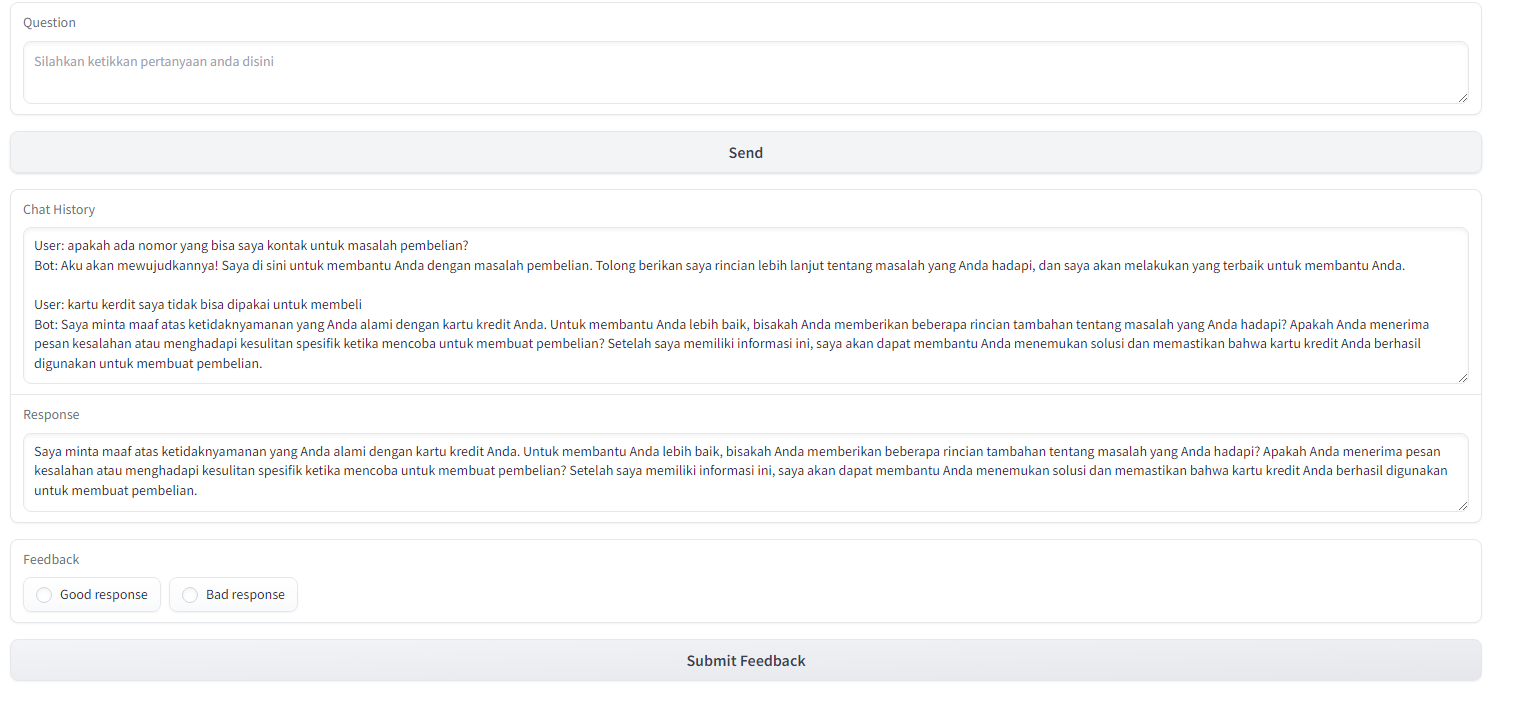 Question
Silahkan ketikkan pertanyaan anda disini
Send
Chat History
User: apakah ada nomor yang bisa saya kontak untuk masalah pembelian?
Bot: Aku akan mewujudkannya! Saya di sini untuk membantu Anda dengan masalah pembelian. Tolong berikan saya rincian lebih lanjut tentang masalah yang Anda hadapi, dan saya akan melakukan yang terbaik untuk membantu Anda.
User: kartu kerdit saya tidak bisa dipakai untuk membeli
Bot: Saya minta maaf atas ketidaknyamanan yang Anda alami dengan kartu kredit Anda. Untuk membantu Anda lebih baik, bisakah Anda memberikan beberapa rincian tambahan tentang masalah yang Anda hadapi? Apakah Anda menerima
pesan kesalahan atau menghadapi kesulitan spesifik ketika mencoba untuk membuat pembelian? Setelah saya memiliki informasi ini, saya akan dapat membantu Anda menemukan solusi dan memastikan bahwa kartu kredit Anda berhasil
digunakan untuk membuat pembelian.
Response
Saya minta maaf atas ketidaknyamanan yang Anda alami dengan kartu kredit Anda. Untuk membantu Anda lebih baik, bisakah Anda memberikan beberapa rincian tambahan tentang masalah yang Anda hadapi? Apakah Anda menerima pesan
kesalahan atau menghadapi kesulitan spesifik ketika mencoba untuk membuat pembelian? Setelah saya memiliki informasi ini, saya akan dapat membantu Anda menemukan solusi dan memastikan bahwa kartu kredit Anda berhasil digunakan
untuk membuat pembelian.
Feedback
Good response
Bad response
Submit Feedback